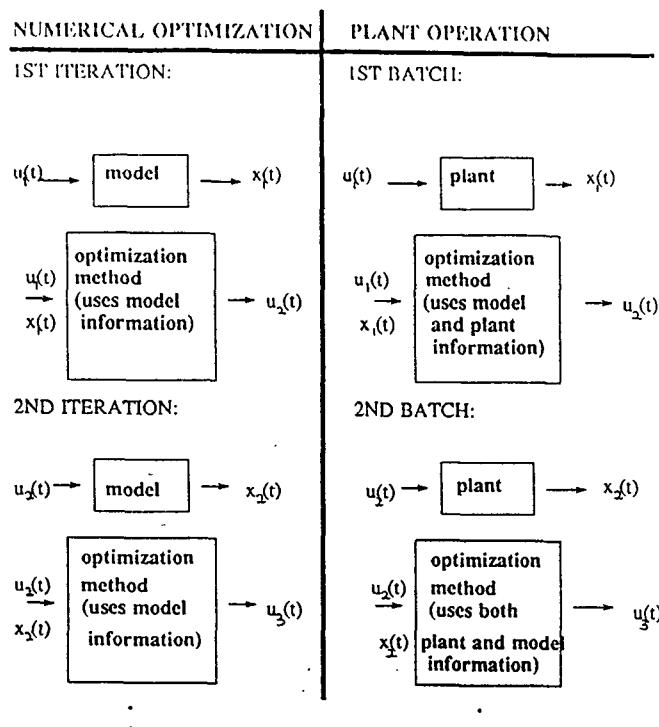 NUMERICAL OPTIMIZATION
1ST ITERATION:
u₁(t)
model
x₁(t)
optimization
method
(uses model
information)
u₁(t)
x₁(t)
u₂(t)
2ND ITERATION:
u₂(t)
model
x₂(t)
optimization
method
(uses model
information)
u₂(t)
x₂(t)
u₃(t)
PLANT OPERATION
1ST BATCH:
u₁(t)
plant
x₁(t)
optimization
method
(uses model
and plant
information)
u₁(t)
x₁(t)
u₂(t)
2ND BATCH:
u₂(t)
plant
x₂(t)
optimization
method
(uses both
plant and model
information)
u₂(t)
x₂(t)
u₃(t)